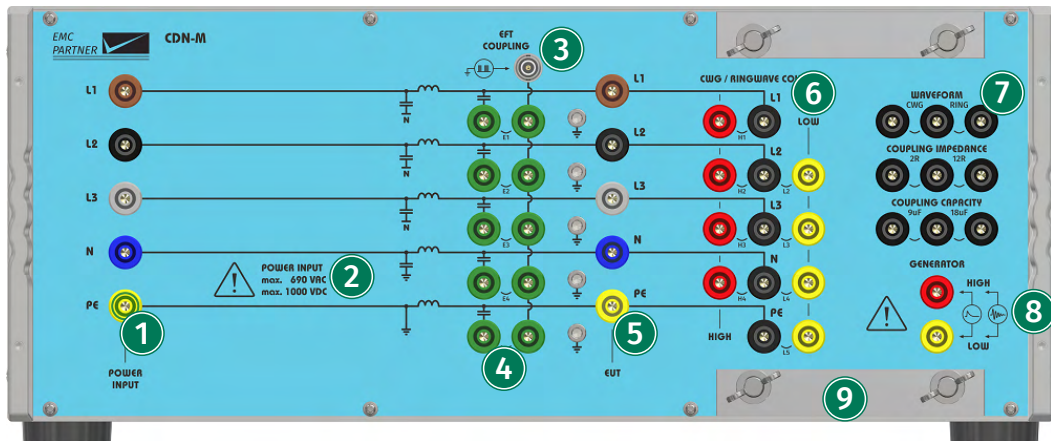 EMC
PARTNER
CDN-M
EFT
COUPLING
3
L1
L2
L3
N
PE
N
N
N
POWER INPUT
max. 690 VAC
max. 1000 VDC
2
1
POWER
INPUT
E1
E2
E3
E4
4
L1
L2
L3
N
PE
5
EUT
CWG / RINGWAVE
6
LOW
L1
L2
L3
N
PE
H1
H2
H3
H4
L2
L3
L4
L5
HIGH
WAVEFORM
CWG RING
7
COUPLING IMPEDANCE
2R 12R
COUPLING CAPACITY
9uF 18uF
GENERATOR
HIGH
LOW
8
9